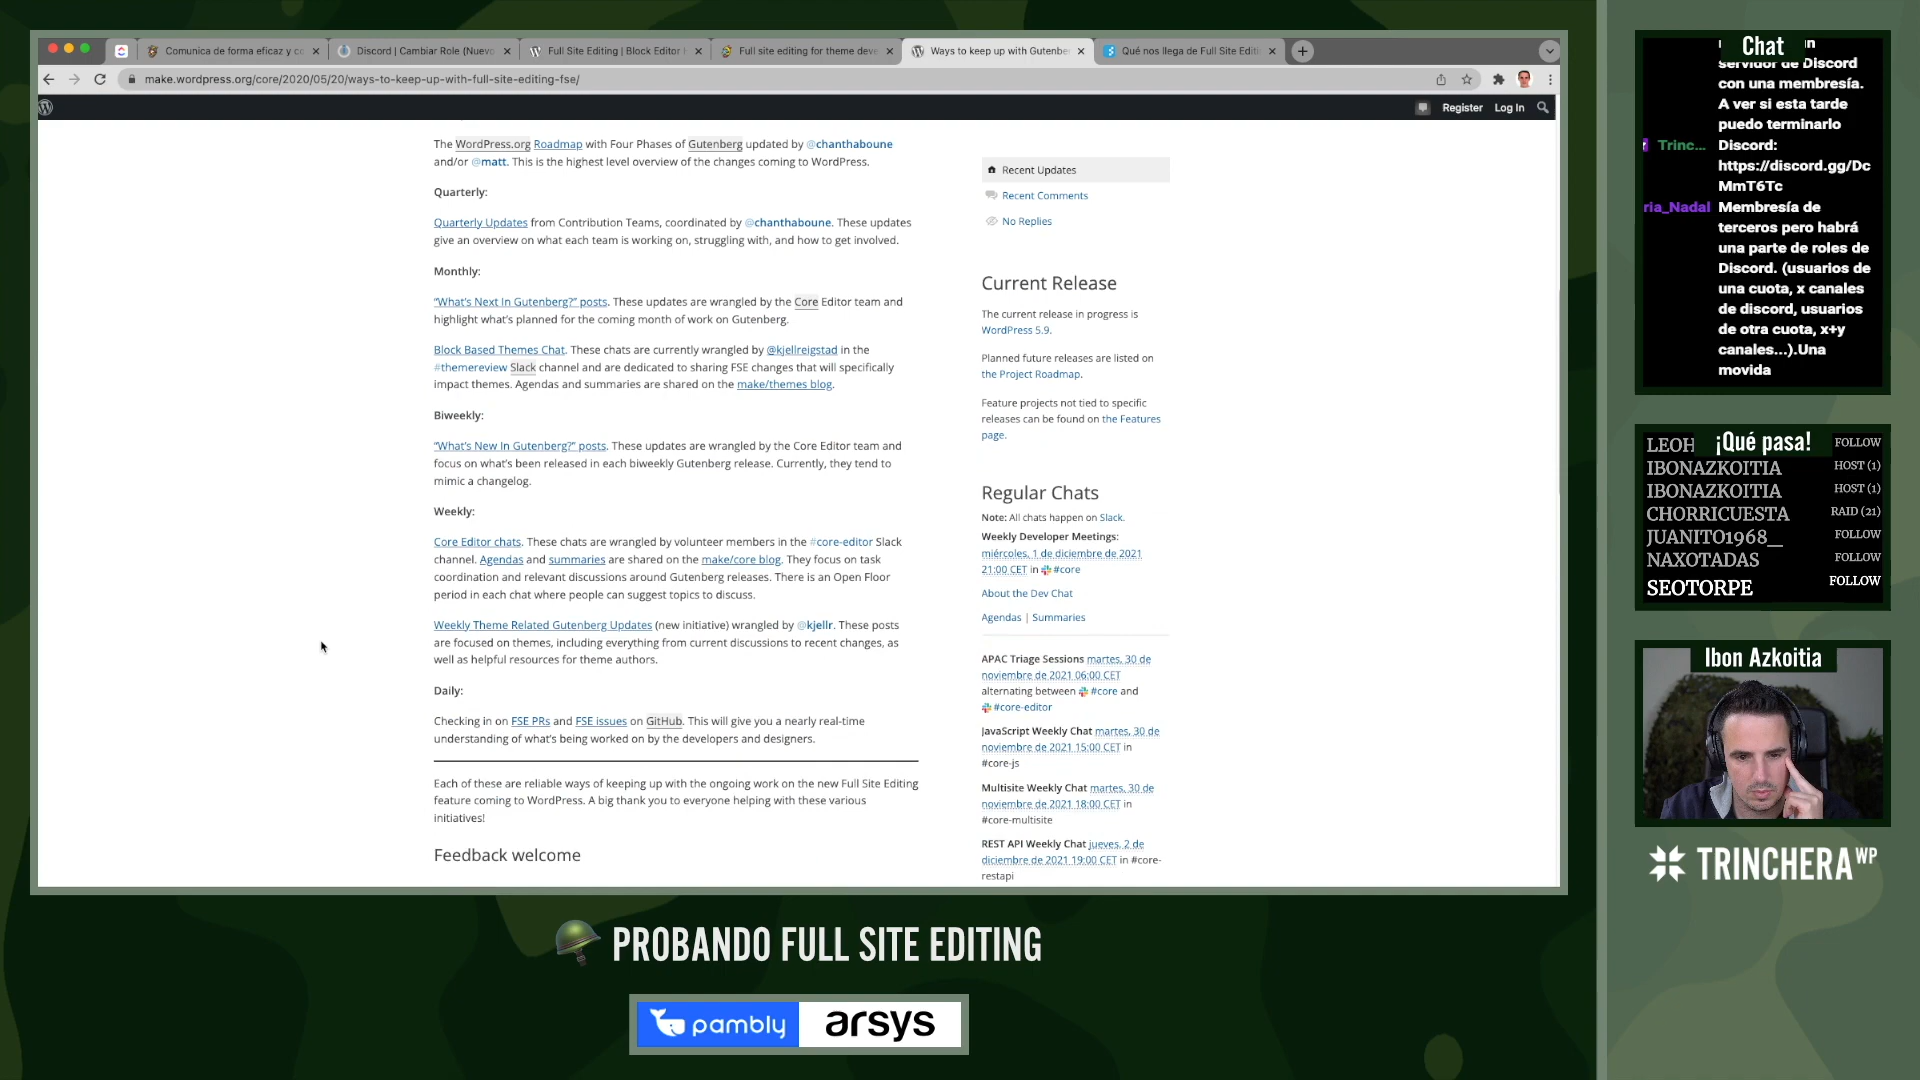 Comunica de forma eficaz y co
Discord | Cambiar Role (Nuevo
Full Site Editing | Block Editor
Full site editing for theme deve
Ways to keep up with Gutenbe
Qué nos llega de Full Site Edit
make.wordpress.org/core/2020/05/20/ways-to-keep-up-with-full-site-editing-fse/
Register Log In
The WordPress.org Roadmap with Four Phases of Gutenberg updated by @chanthaboune
and/or @matt. This is the highest level overview of the changes coming to WordPress.
Quarterly:
Quarterly Updates from Contribution Teams, coordinated by @chanthaboune. These updates
give an overview on what each team is working on, struggling with, and how to get involved.
Monthly:
“What’s Next In Gutenberg?” posts. These updates are wrangled by the Core Editor team and
highlight what’s planned for the coming month of work on Gutenberg.
Block Based Themes Chat. These chats are currently wrangled by @kjellreigstad in the
#themereview Slack channel and are dedicated to sharing FSE changes that will specifically
impact themes. Agendas and summaries are shared on the make/themes blog.
Biweekly:
“What’s New In Gutenberg?” posts. These updates are wrangled by the Core Editor team and
focus on what’s been released in each biweekly Gutenberg release. Currently, they tend to
mimic a changelog.
Weekly:
Core Editor chats. These chats are wrangled by volunteer members in the #core-editor Slack
channel. Agendas and summaries are shared on the make/core blog. They focus on task
coordination and relevant discussions around Gutenberg releases. There is an Open Floor
period in each chat where people can suggest topics to discuss.
Weekly Theme Related Gutenberg Updates (new initiative) wrangled by @kjellr. These posts
are focused on themes, including everything from current discussions to recent changes, as
well as helpful resources for theme authors.
Daily:
Checking in on FSE PRs and FSE issues on GitHub. This will give you a nearly real-time
understanding of what’s being worked on by the developers and designers.
Each of these are reliable ways of keeping up with the ongoing work on the new Full Site Editing
feature coming to WordPress. A big thank you to everyone helping with these various
initiatives!
Feedback welcome
Recent Updates
Recent Comments
No Replies
Current Release
The current release in progress is
WordPress 5.9.
Planned future releases are listed on
the Project Roadmap.
Feature projects not tied to specific
releases can be found on the Features
page.
Regular Chats
Note: All chats happen on Slack.
Weekly Developer Meetings:
miércoles, 1 de diciembre de 2021
21:00 CET in #core
About the Dev Chat
Agendas | Summaries
APAC Triage Sessions martes, 30 de
noviembre de 2021 06:00 CET
alternating between #core and
#core-editor
JavaScript Weekly Chat martes, 30 de
noviembre de 2021 15:00 CET in
#core-js
Multisite Weekly Chat martes, 30 de
noviembre de 2021 18:00 CET in
#core-multisite
REST API Weekly Chat jueves, 2 de
diciembre de 2021 19:00 CET in #core-
restapi
Chat
servidor de Discord
con una membresía.
A ver si esta tarde
puedo terminarlo
Trinc... Discord:
https://discord.gg/Dc
MmT6Tc
ria_Nadal Membresía de
terceros pero habrá
una parte de roles de
Discord. (usuarios de
una cuota, x canales
de discord, usuarios
de otra cuota, x+y
canales...).Una
movida
¡Qué pasa!
LEOH FOLLOW
IBONAZKOITIA HOST (1)
IBONAZKOITIA HOST (1)
CHORRICUESTA RAID (21)
JUANITO1968_ FOLLOW
NAXOTADAS FOLLOW
SEOTORPE FOLLOW
Ibon Azkoitia
TRINCHERAWP
PROBANDO FULL SITE EDITING
pambly arsys